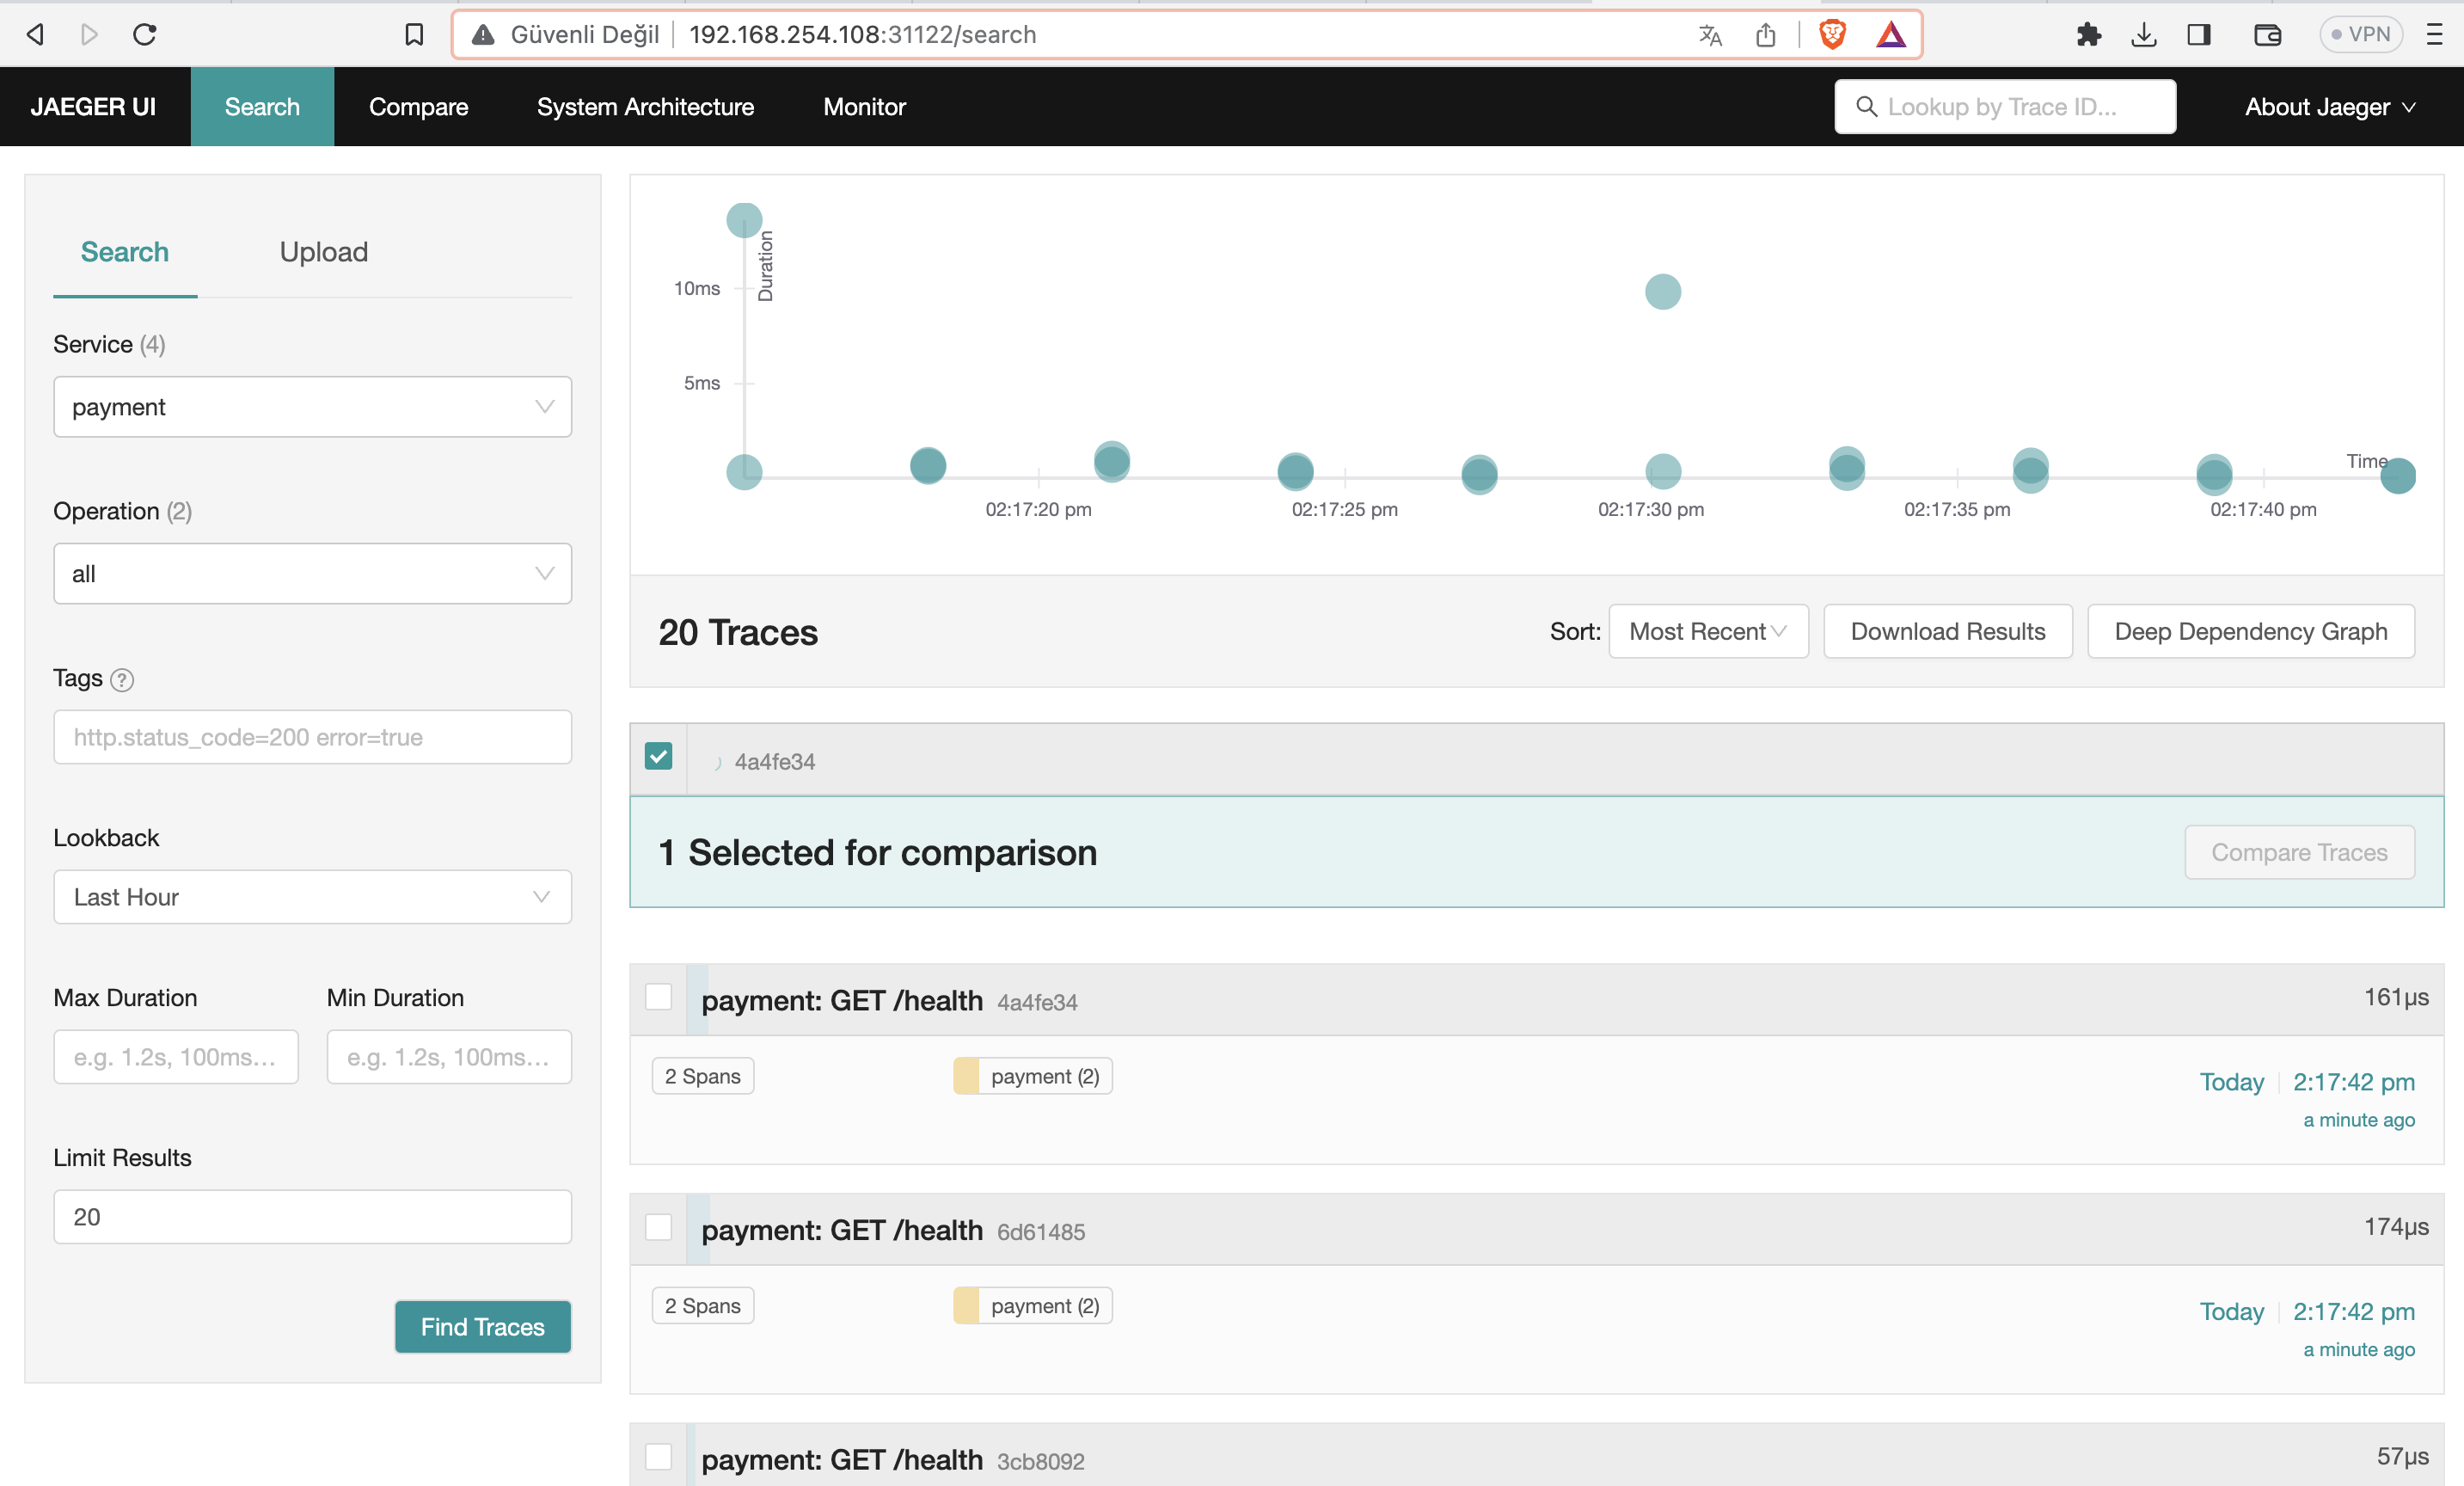 Güvenli Değil 192.168.254.108:31122/search
VPN
JAEGER UI Search Compare System Architecture Monitor Lookup by Trace ID... About Jaeger
Search Upload
Service (4)
payment
Operation (2)
all
Tags ?
http.status_code=200 error=true
Lookback
Last Hour
Max Duration Min Duration
e.g. 1.2s, 100ms... e.g. 1.2s, 100ms...
Limit Results
20
Find Traces
Duration
10ms
5ms
Time
02:17:20 pm 02:17:25 pm 02:17:30 pm 02:17:35 pm 02:17:40 pm
20 Traces Sort: Most Recent Download Results Deep Dependency Graph
4a4fe34
1 Selected for comparison Compare Traces
payment: GET /health 4a4fe34 161μs
2 Spans payment (2) Today 2:17:42 pm
a minute ago
payment: GET /health 6d61485 174μs
2 Spans payment (2) Today 2:17:42 pm
a minute ago
payment: GET /health 3cb8092 57μs